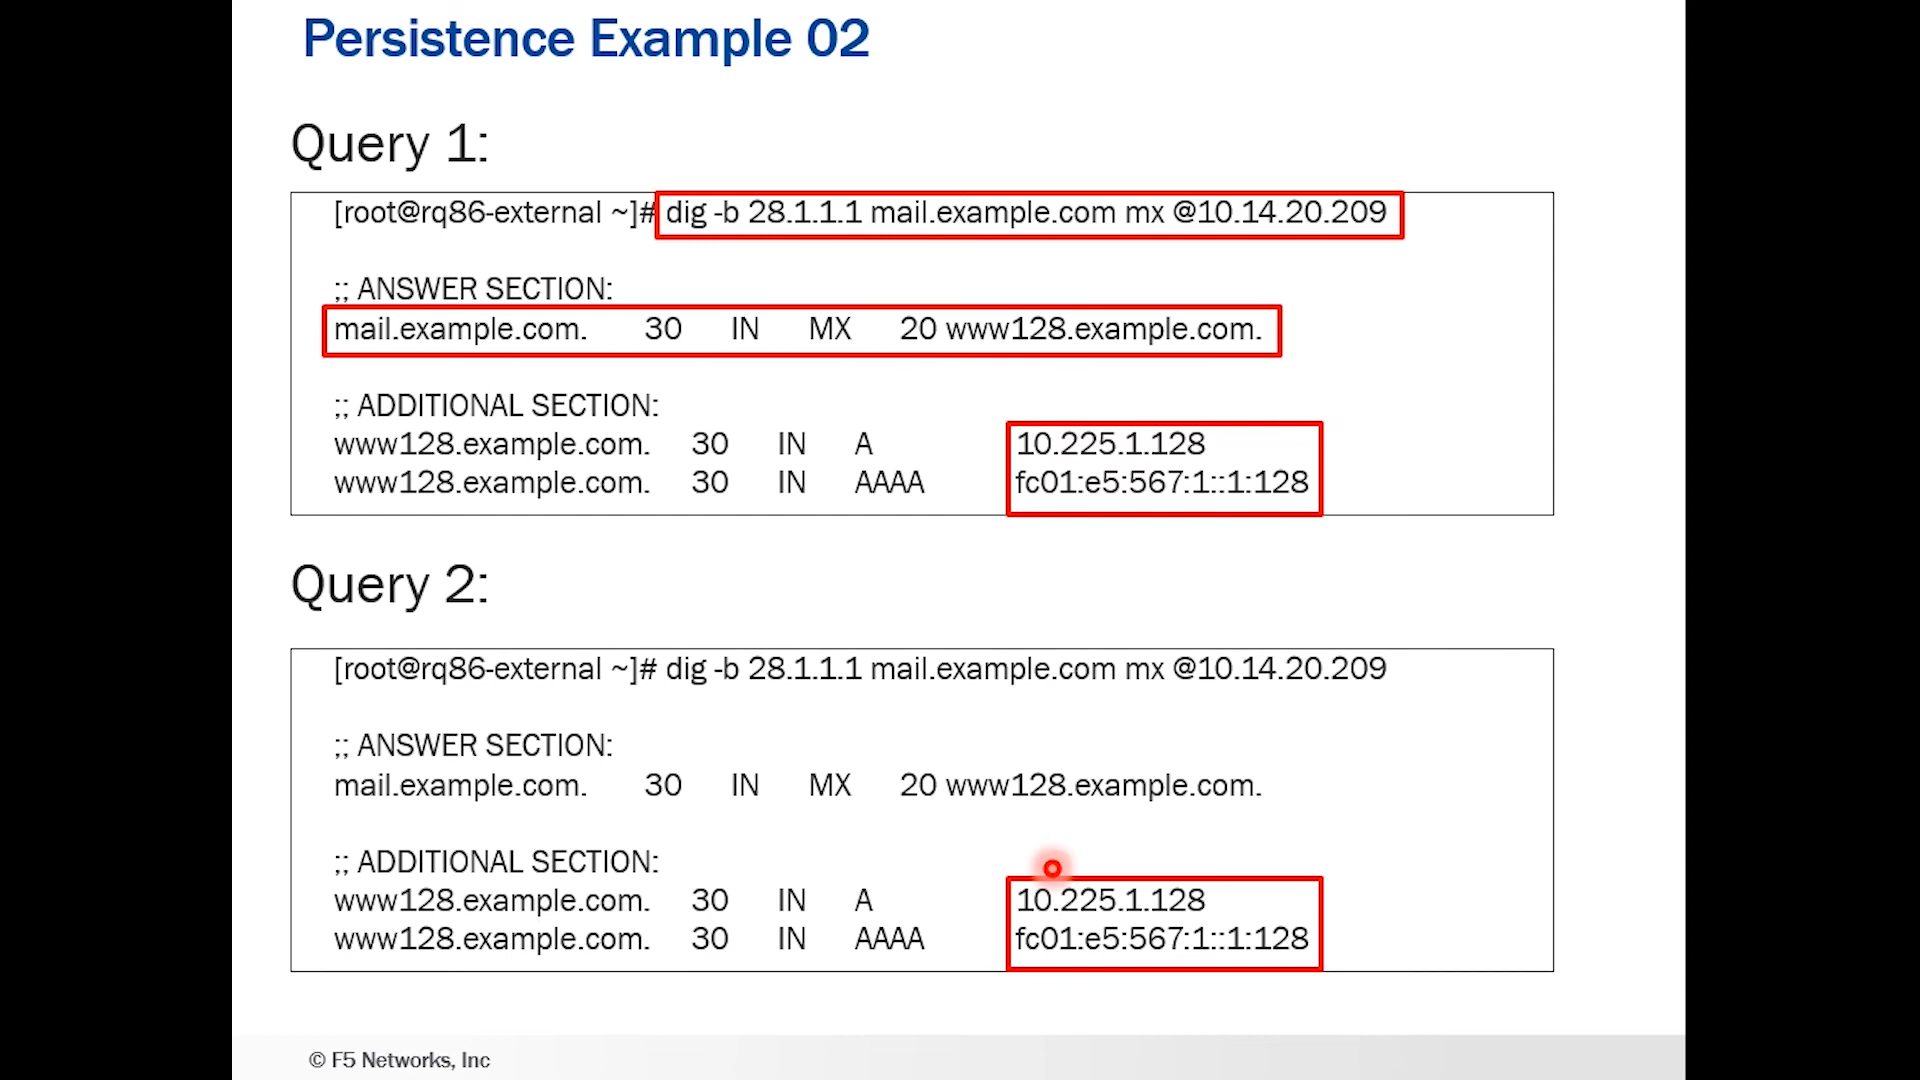 Persistence Example 02
Query 1:
[root@rq86-external ~]# dig -b 28.1.1.1 mail.example.com mx @10.14.20.209
;; ANSWER SECTION:
mail.example.com. 30 IN MX 20 www128.example.com.
;; ADDITIONAL SECTION:
www128.example.com. 30 IN A 10.225.1.128
www128.example.com. 30 IN AAAA fc01:e5:567:1::1:128
Query 2:
[root@rq86-external ~]# dig -b 28.1.1.1 mail.example.com mx @10.14.20.209
;; ANSWER SECTION:
mail.example.com. 30 IN MX 20 www128.example.com.
;; ADDITIONAL SECTION:
www128.example.com. 30 IN A 10.225.1.128
www128.example.com. 30 IN AAAA fc01:e5:567:1::1:128
© F5 Networks, Inc